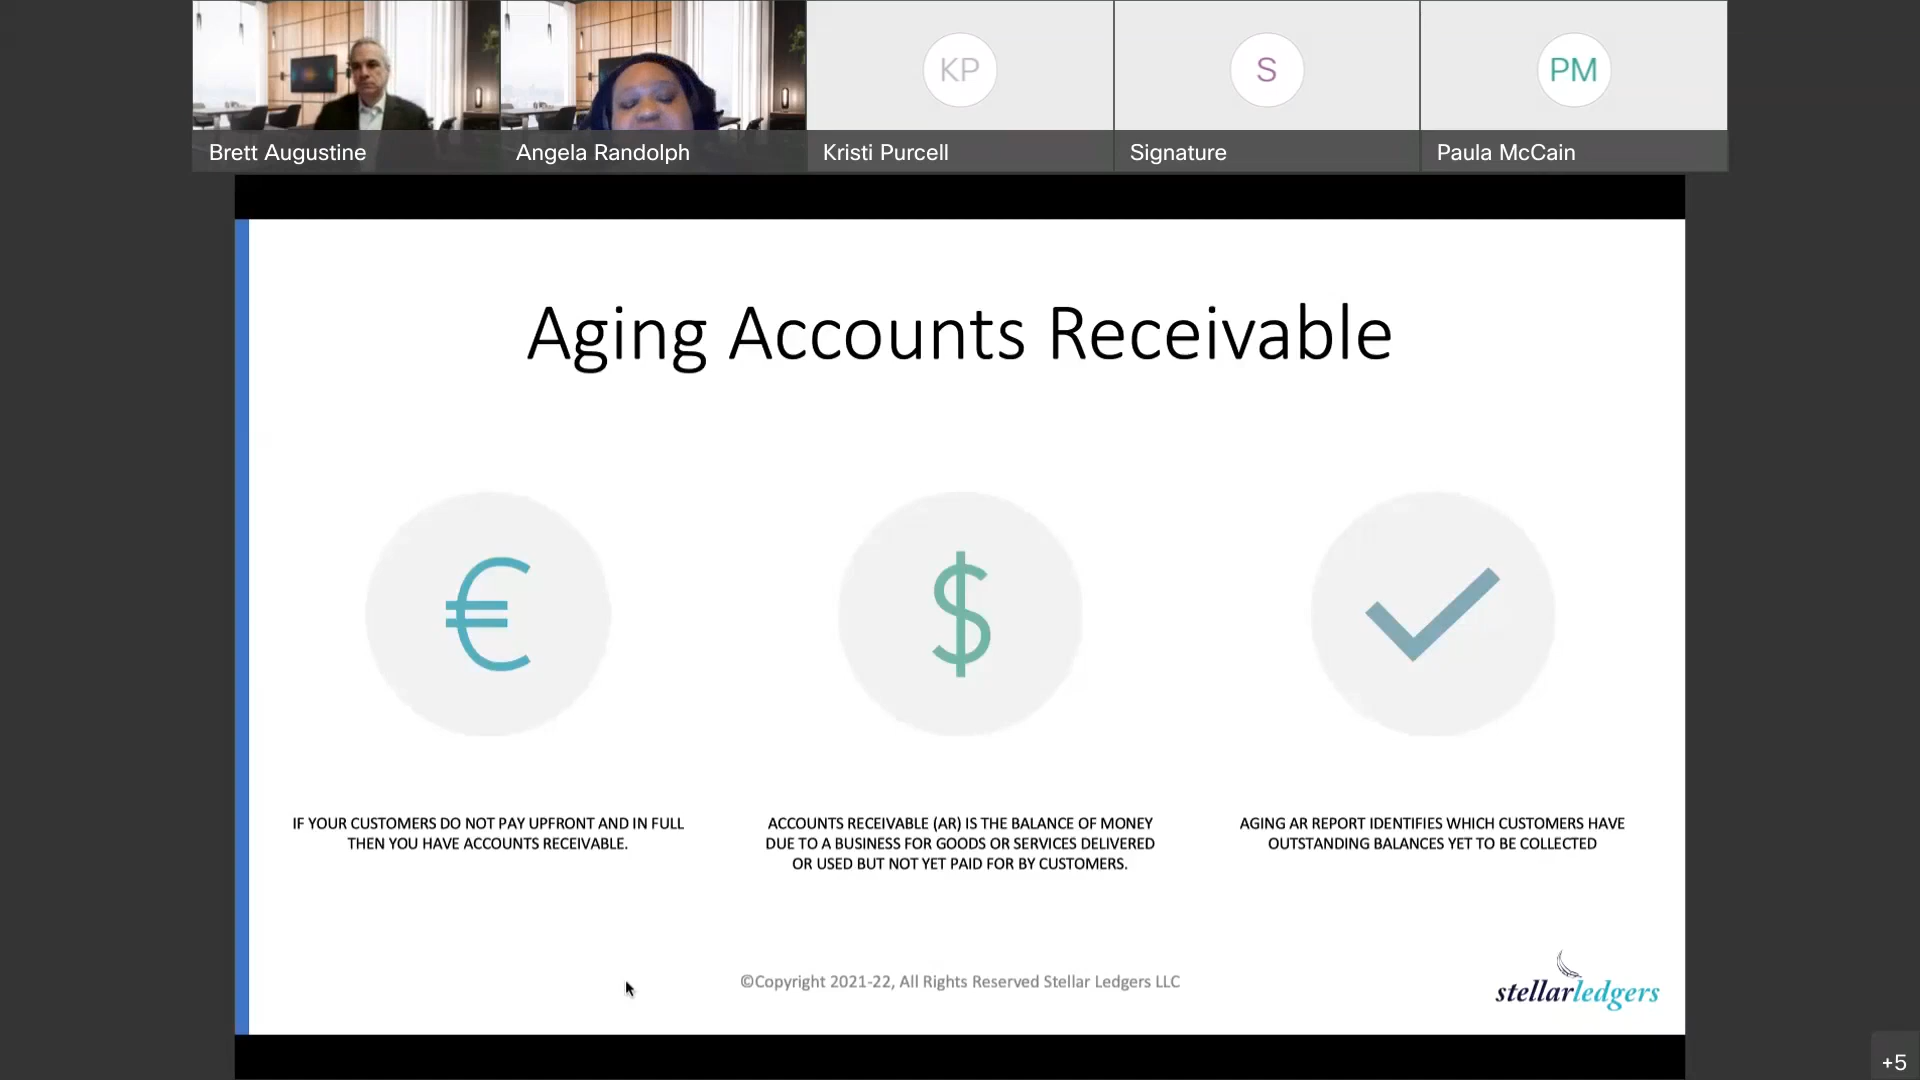 KP
S
PM
Brett Augustine
Angela Randolph
Kristi Purcell
Signature
Paula McCain
Aging Accounts Receivable
€
$
IF YOUR CUSTOMERS DO NOT PAY UPFRONT AND IN FULL
THEN YOU HAVE ACCOUNTS RECEIVABLE.
ACCOUNTS RECEIVABLE (AR) IS THE BALANCE OF MONEY
DUE TO A BUSINESS FOR GOODS OR SERVICES DELIVERED
OR USED BUT NOT YET PAID FOR BY CUSTOMERS.
AGING AR REPORT IDENTIFIES WHICH CUSTOMERS HAVE
OUTSTANDING BALANCES YET TO BE COLLECTED
©Copyright 2021-22, All Rights Reserved Stellar Ledgers LLC
stellarledgers
+5